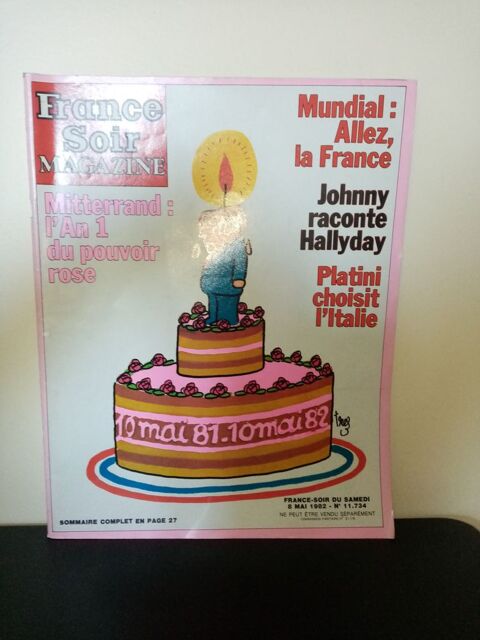 France
Soir
MAGAZINE
Mitterrand :
l'An 1
du pouvoir
rose
Mundial :
Allez,
la France
Johnny
raconte
Hallyday
Platini
choisit
l'Italie
10 mai 81.10 mai 82
trez
FRANCE-SOIR DU SAMEDI
8 MAI 1982 - N° 11.734
NE PEUT ÊTRE VENDU SÉPARÉMENT
SOMMAIRE COMPLET EN PAGE 27